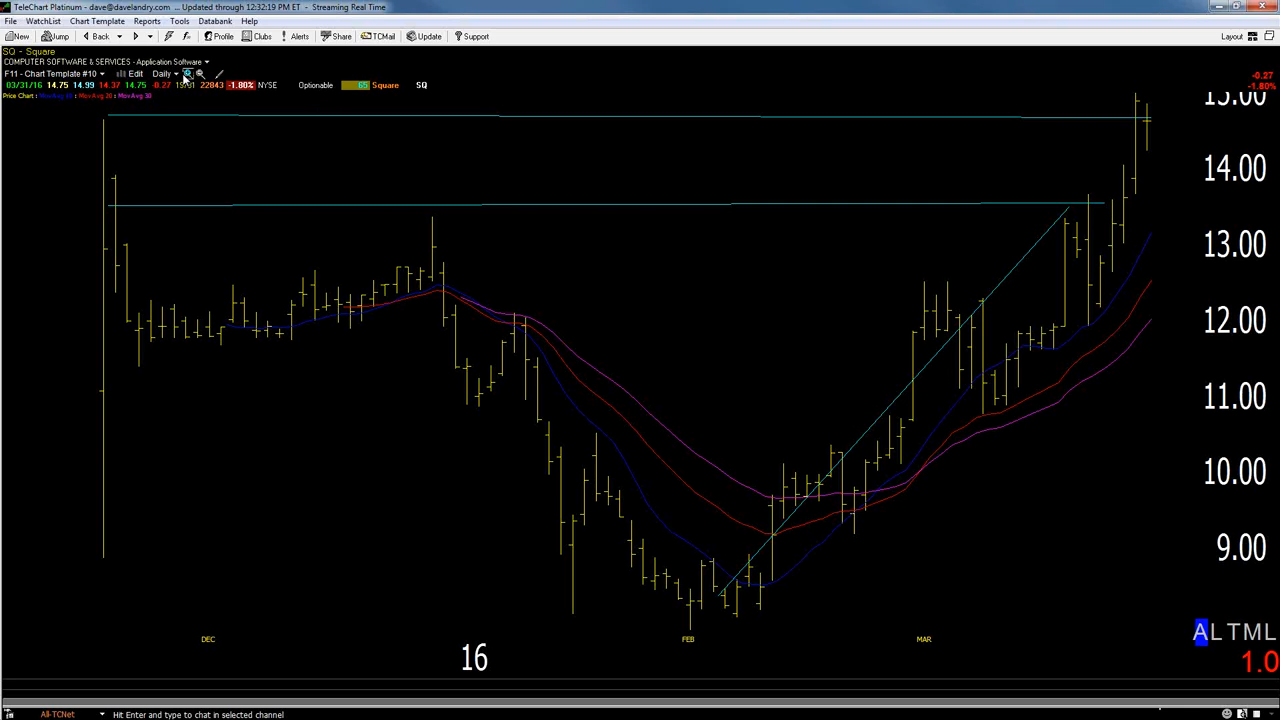 TeleChart Platinum - dave@davelandry.com ... Updated through 12:32:19 PM ET - Streaming Real Time
File WatchList Chart Template Reports Tools Databank Help
New Jump Back Profile Clubs Alerts Share TCMail Update Support Layout
SQ - Square
COMPUTER SOFTWARE & SERVICES - Application Software
F11 - Chart Template #10 Edit Daily
-0.27
03/31/16 14.75 14.99 14.37 14.75 -0.27 22843 -1.80% NYSE Optionable 65 Square SQ
-1.80%
Price Chart
MovAvg 20
MovAvg 30
15.00
14.00
13.00
12.00
11.00
10.00
9.00
DEC
16
FEB
MAR
ALTML
1.0
All-TCNet
Hit Enter and type to chat in selected channel